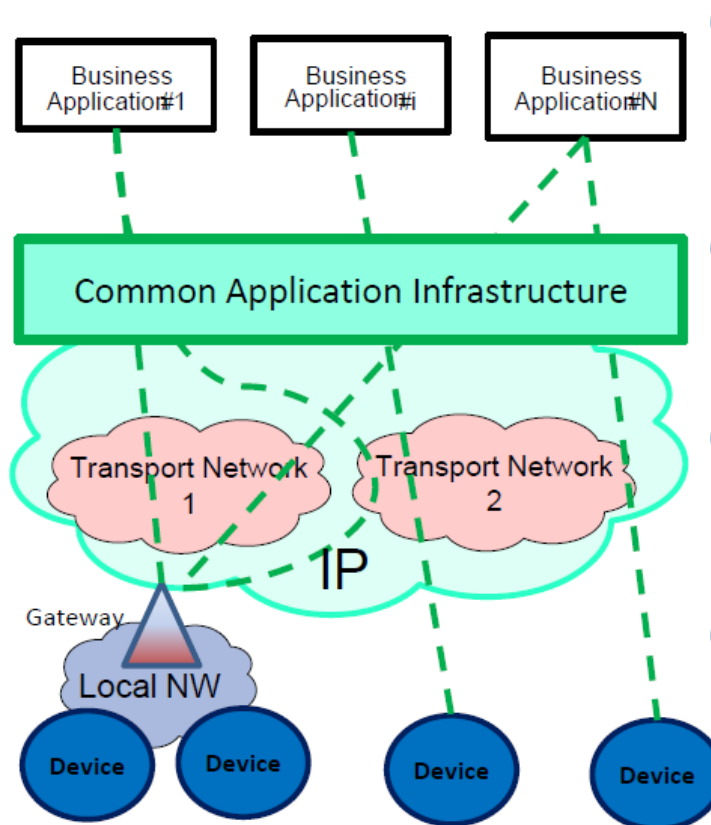 Business
Application#1
Business
Application#i
Business
Application#N
Common Application Infrastructure
Transport Network
1
Transport Network
2
IP
Gateway
Local NW
Device
Device
Device
Device